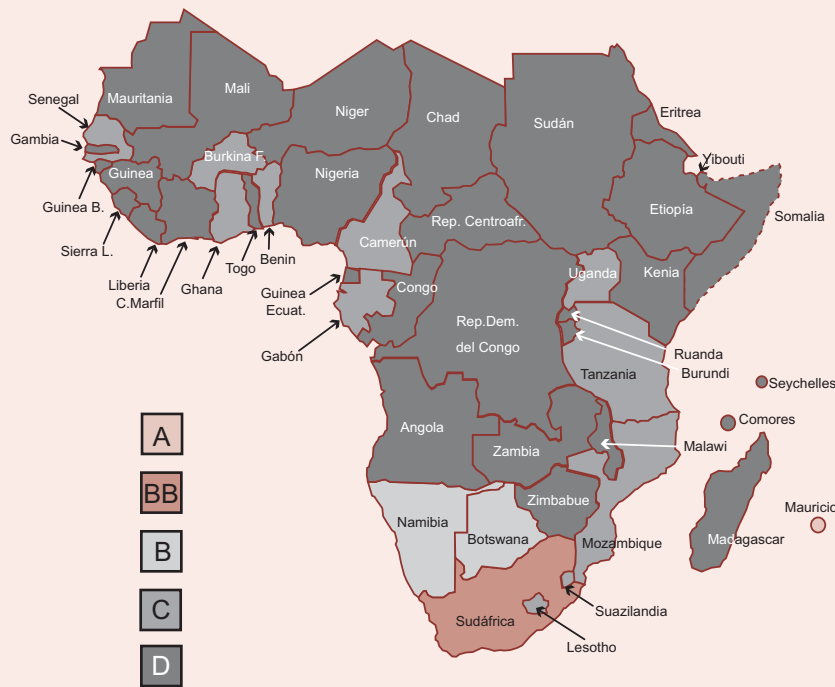 Mauritania
Mali
Niger
Chad
Sudán
Eritrea
Senegal
Gambia
Yibouti
Burkina F.
Guinea
Nigeria
Etiopía
Guinea B.
Somalia
Rep. Centroafr.
Sierra L.
Camerún
Benin
Togo
Uganda
Kenia
Liberia
C.Marfil
Ghana
Guinea
Ecuat.
Congo
Rep.Dem.
del Congo
Gabón
Ruanda
Burundi
Tanzania
Seychelles
Comores
Angola
Malawi
Zambia
A
BB
B
C
D
Zimbabue
Mauricio
Namibia
Botswana
Mozambique
Madagascar
Suazilandia
Sudáfrica
Lesotho